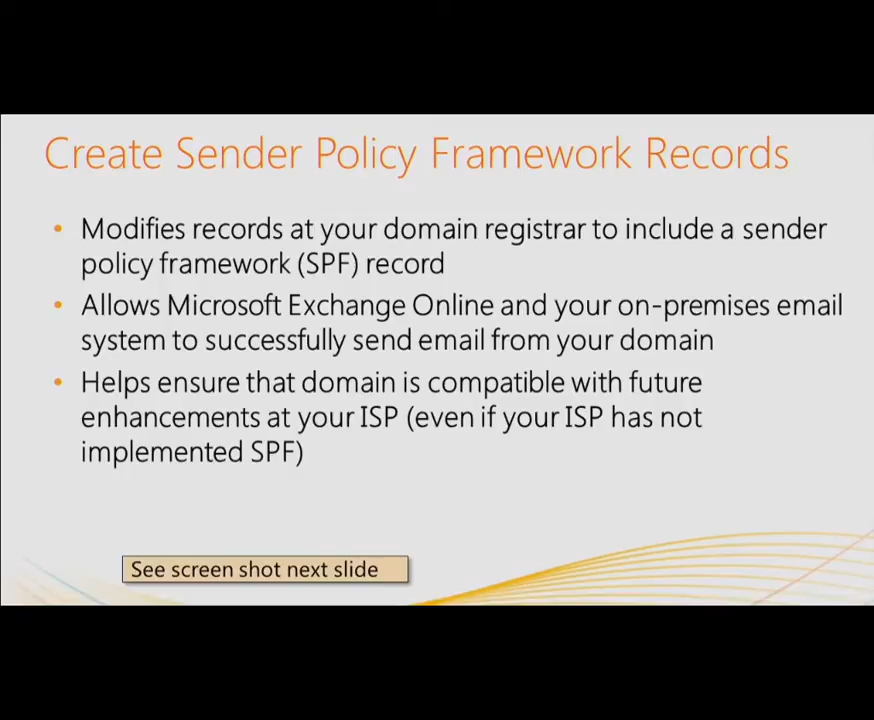 Create Sender Policy Framework Records
• Modifies records at your domain registrar to include a sender
policy framework (SPF) record
• Allows Microsoft Exchange Online and your on-premises email
system to successfully send email from your domain
• Helps ensure that domain is compatible with future
enhancements at your ISP (even if your ISP has not
implemented SPF)
See screen shot next slide